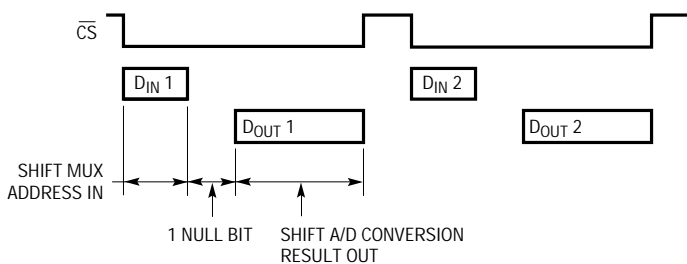 CS
DIN 1
DIN 2
DOUT 1
DOUT 2
SHIFT MUX
ADDRESS IN
1 NULL BIT
SHIFT A/D CONVERSION
RESULT OUT